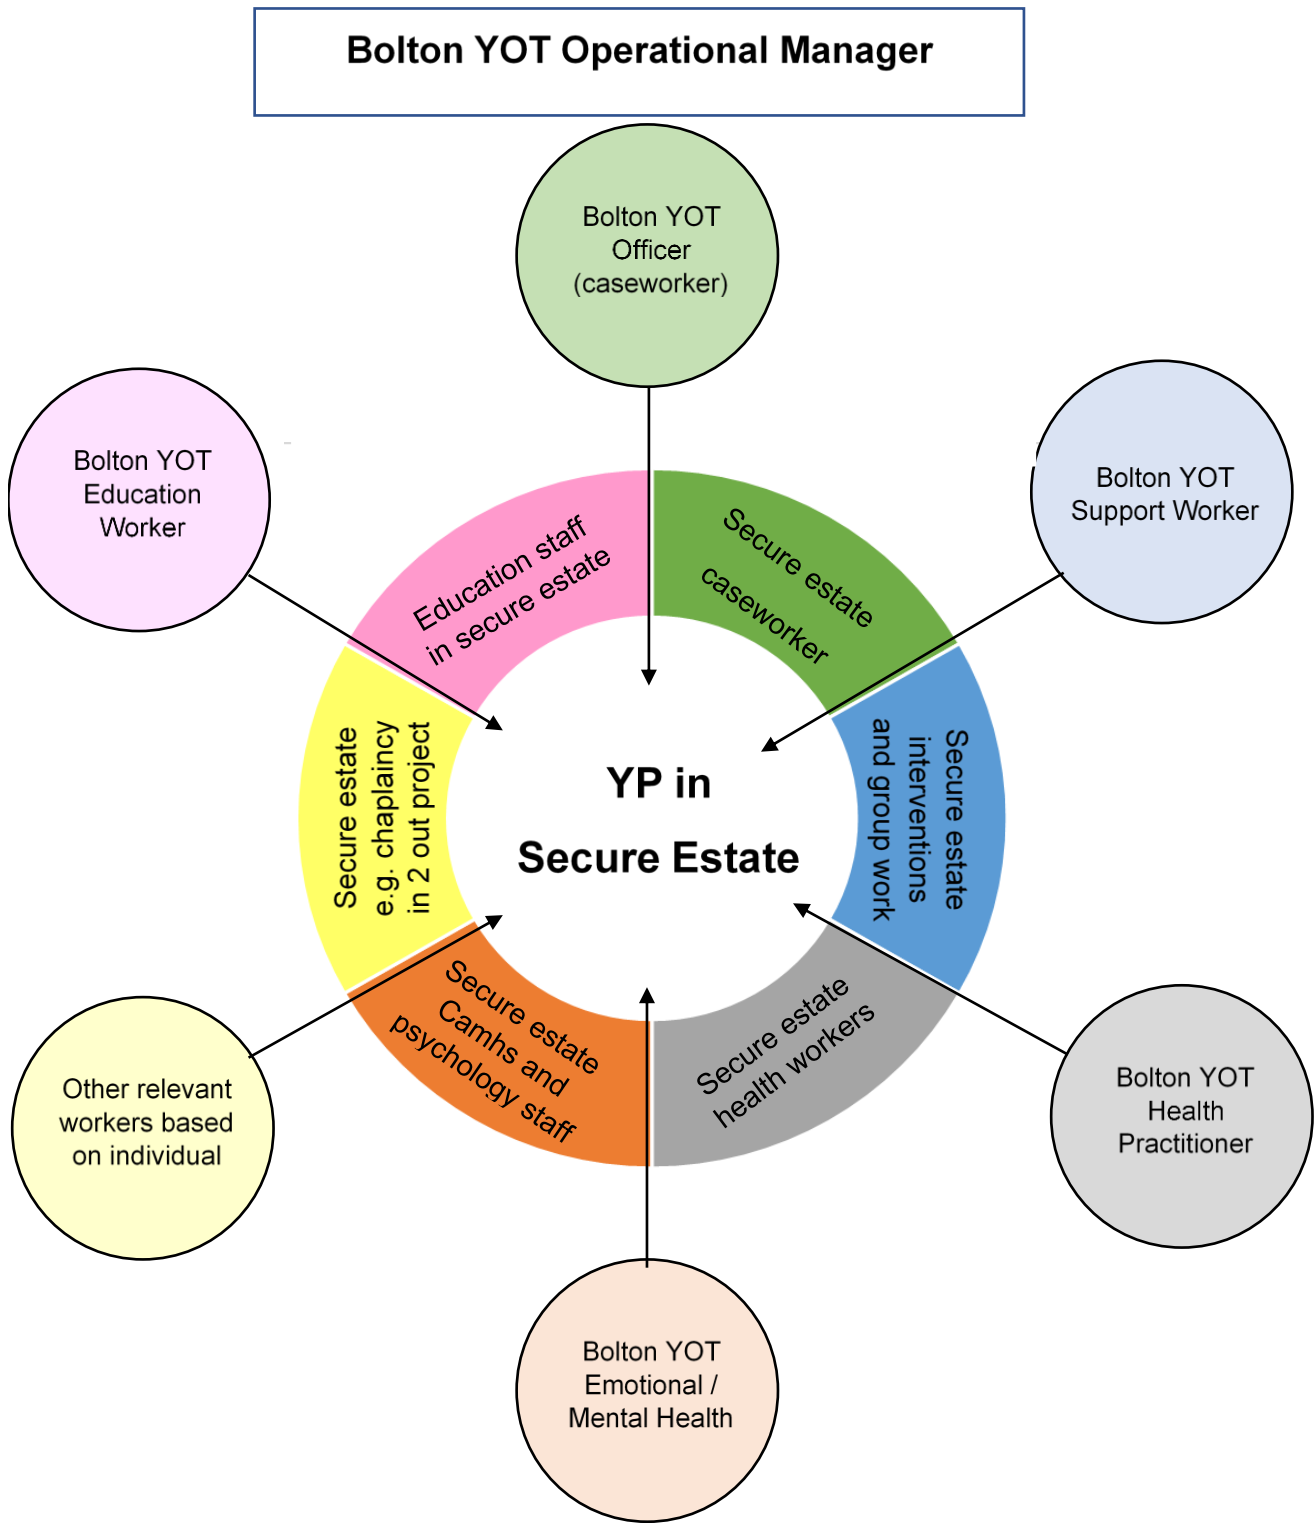 Bolton YOT Operational Manager
Bolton YOT
Officer
(caseworker)
Bolton YOT
Education
Worker
Bolton YOT
Support Worker
Education staff
in secure estate
Secure estate
caseworker
Secure estate
e.g. chaplaincy
in 2 out project
YP in
Secure Estate
Secure estate
interventions
and group work
Secure estate
Camhs and
psychology staff
Secure estate
health workers
Other relevant
workers based
on individual
Bolton YOT
Health
Practitioner
Bolton YOT
Emotional /
Mental Health